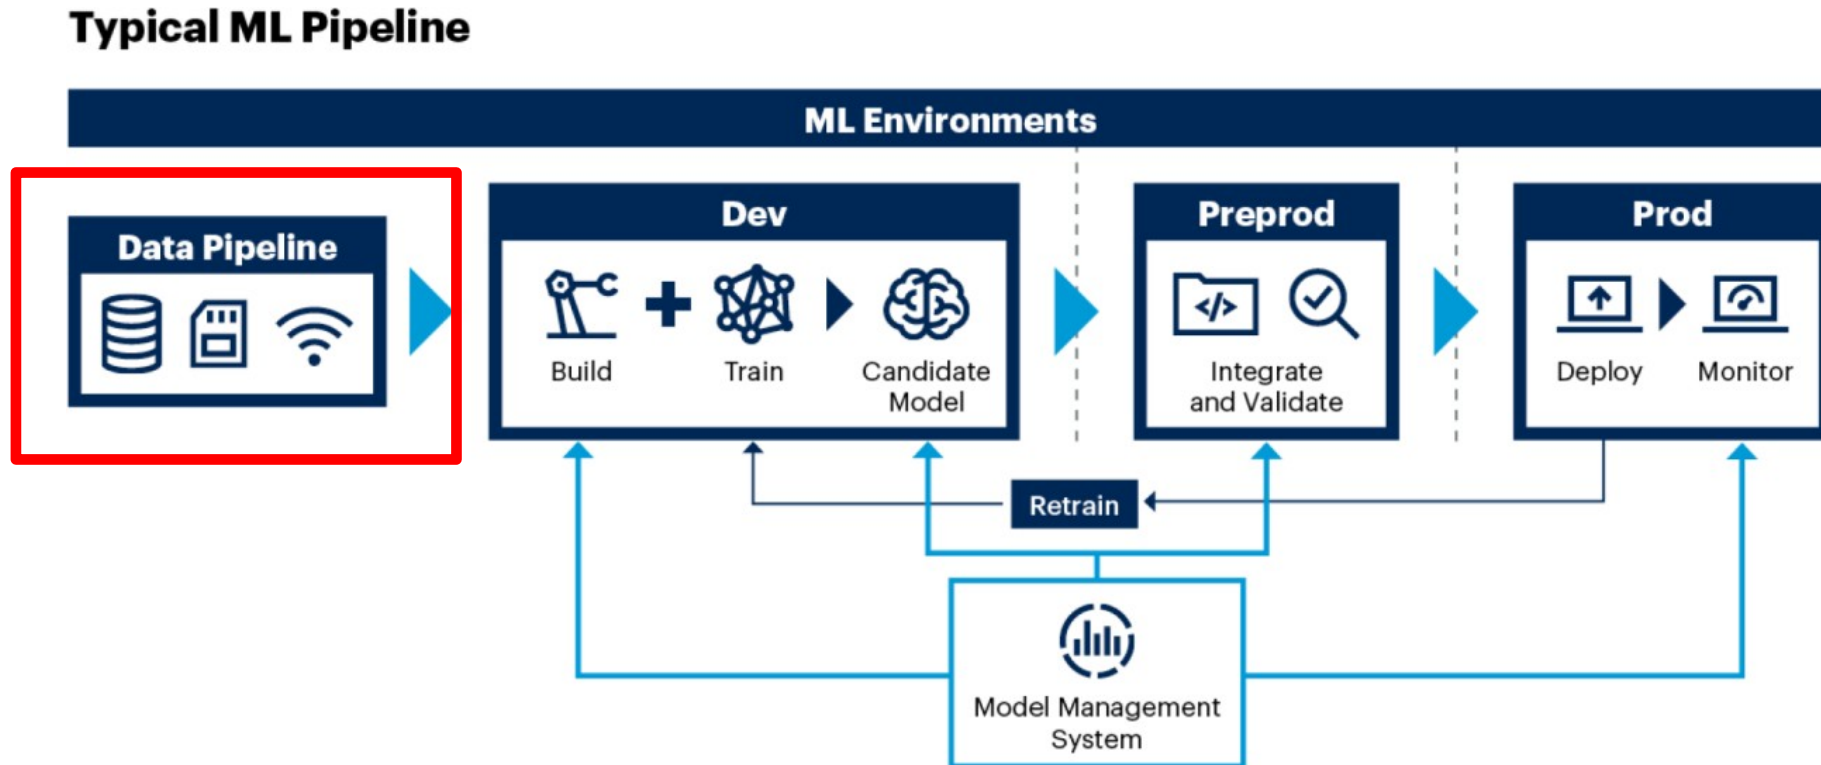 Typical ML Pipeline
ML Environments
Data Pipeline
Dev
Build
Train
Candidate
Model
Preprod
</>
Integrate
and Validate
Prod
Deploy
Monitor
Retrain
Model Management
System